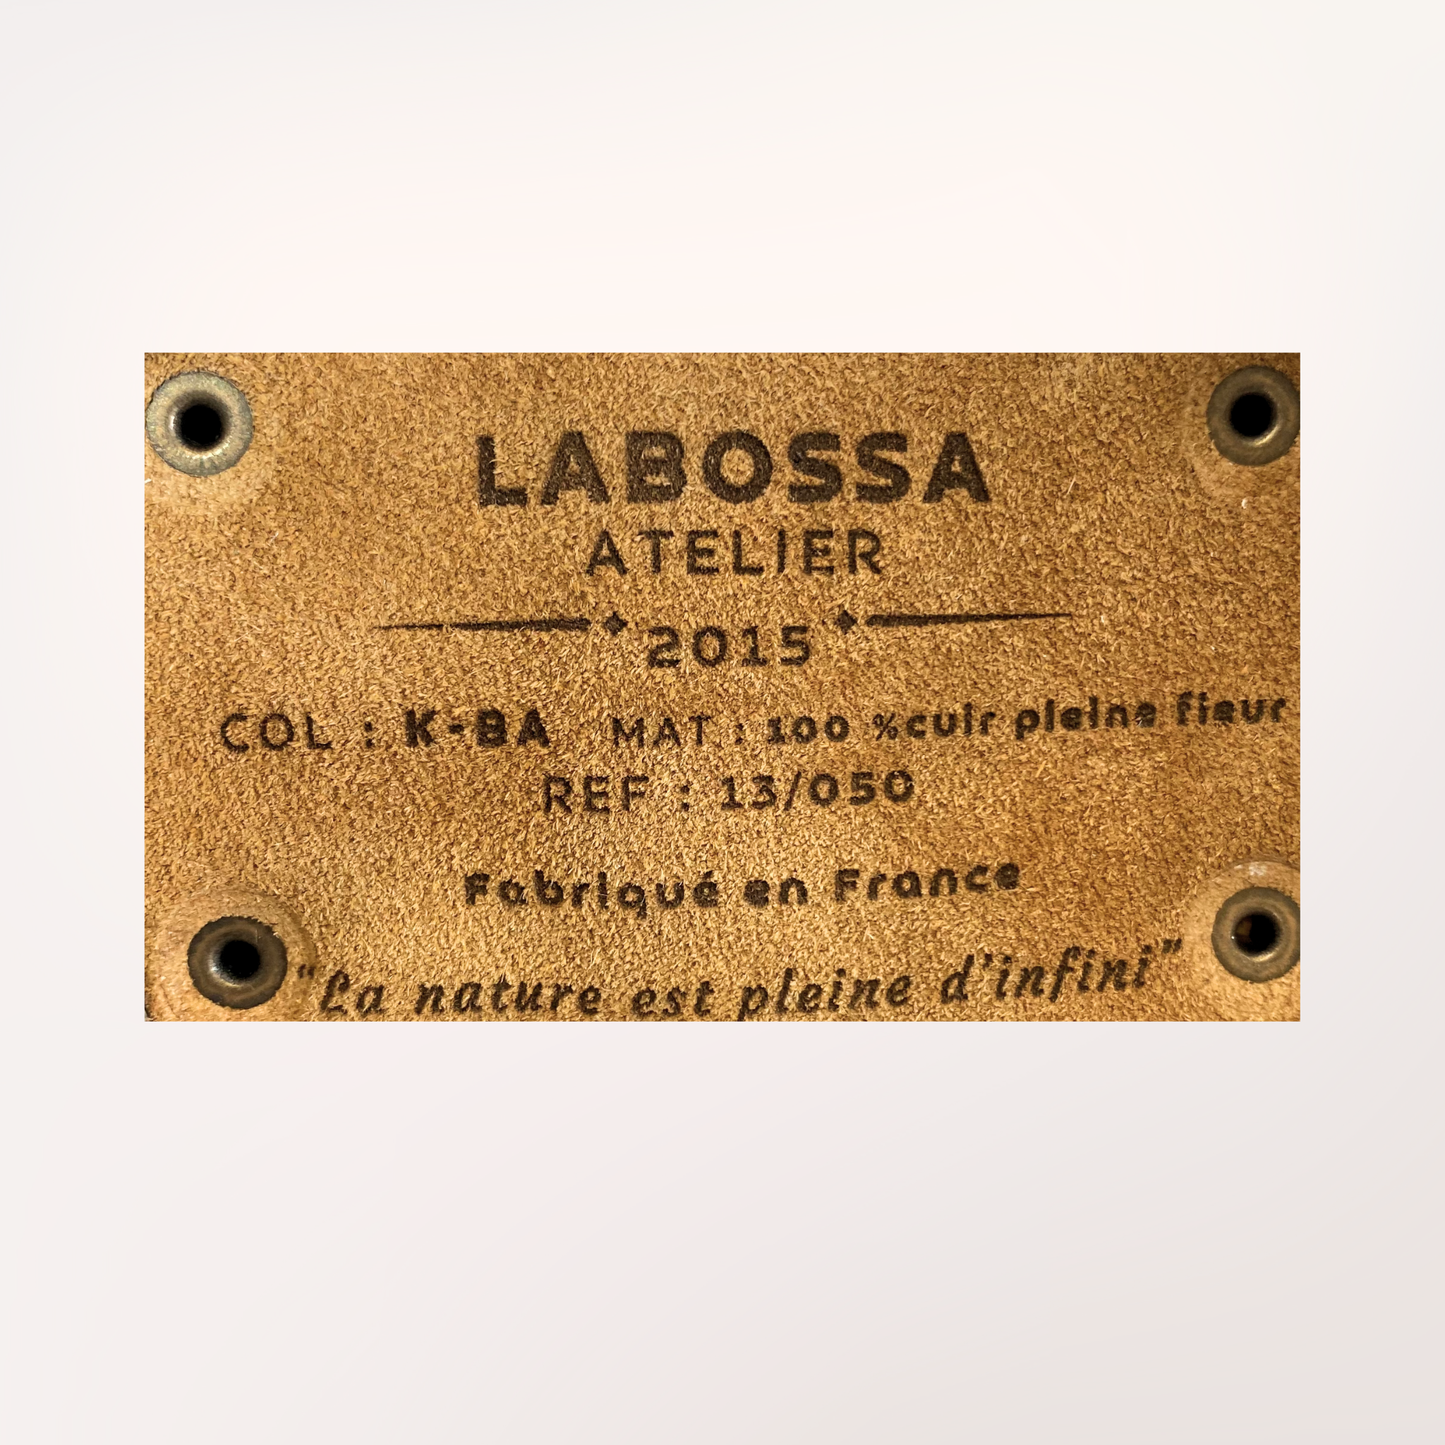 LABOSSA
ATELIER
2015
COL : K-BA MAT : 100 %cuir pleine fleur
REF : 13/050
Fabriqué en France
"La nature est pleine d'infini"